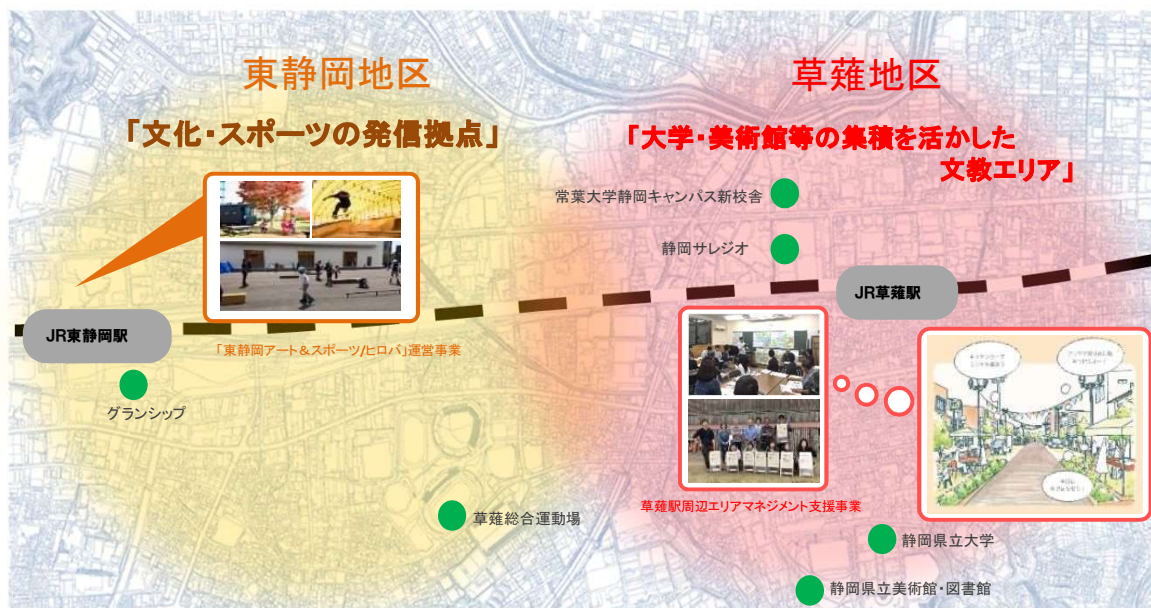 東静岡地区
「文化・スポーツの発信拠点」
草薙地区
「大学・美術館等の集積を活かした
文教エリア」
常葉大学静岡キャンパス新校舎
静岡サレジオ
JR草薙駅
JR東静岡駅
「東静岡アート&スポーツ/ヒロバ」運営事業
グランシップ
草薙総合運動場
草薙駅周辺エリアマネジメント支援事業
静岡県立大学
静岡県立美術館・図書館